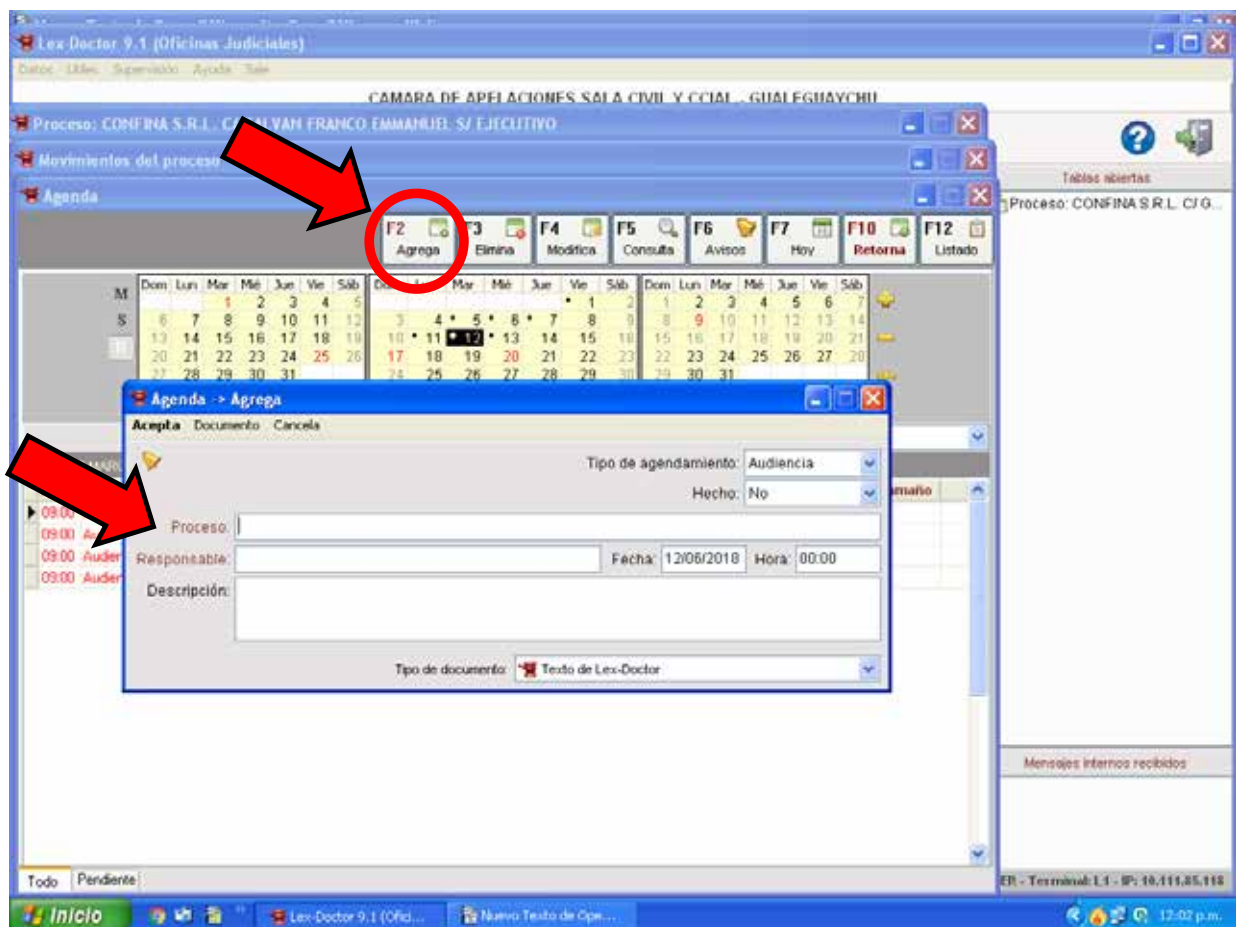 Lex-Doctor 9.1 (Oficinas Judiciales)
Datos Utiles Supervisión Ayuda Sale
CAMARA DE APELACIONES SALA CIVIL Y CCIAL . GUALEGUAYCHU
Proceso: CONFINA S.R.L. C/ VAN FRANCO EMMANUEL S/ EJECUTIVO
Movimientos del proceso
Tablas abiertas
Agenda
Proceso: CONFINA S.R.L. C/ G...
F2 F3 F4 F5 F6 F7 F10 F12
Agrega Elimina Modifica Consulta Avisos Hoy Retorna Listado
Dom Lun Mar Mié Jue Vie Sáb Mar Mié Jue Vie Sáb Dom Lun Mar Mié Jue Vie Sáb
M 1 2 3 4 5 1 2 1 2 3 4 5 6 7
S 6 7 8 9 10 11 12 3 4 5 6 7 8 9 8 9 10 11 12 13 14
13 14 15 16 17 18 19 10 11 12 13 14 15 16 15 16 17 18 19 20 21
20 21 22 23 24 25 26 17 18 19 20 21 22 23 22 23 24 25 26 27 28
27 28 29 30 31 24 25 26 27 28 29 30 29 30 31
Agenda -> Agrega
Acepta Documento Cancela
Tipo de agendamiento: Audiencia
Hecho: No
09:00
Proceso:
09:00
09:00 Responsable: Fecha: 12/06/2018 Hora: 00:00
09:00 Descripción:
Tipo de documento: Texto de Lex-Doctor
Mensajes internos recibidos
Todo Pendiente
ER - Terminal: L1 - IP: 10.111.85.118
Inicio Lex-Doctor 9.1 (Ofici... Nuevo Texto de Ope... 12:02 p.m.